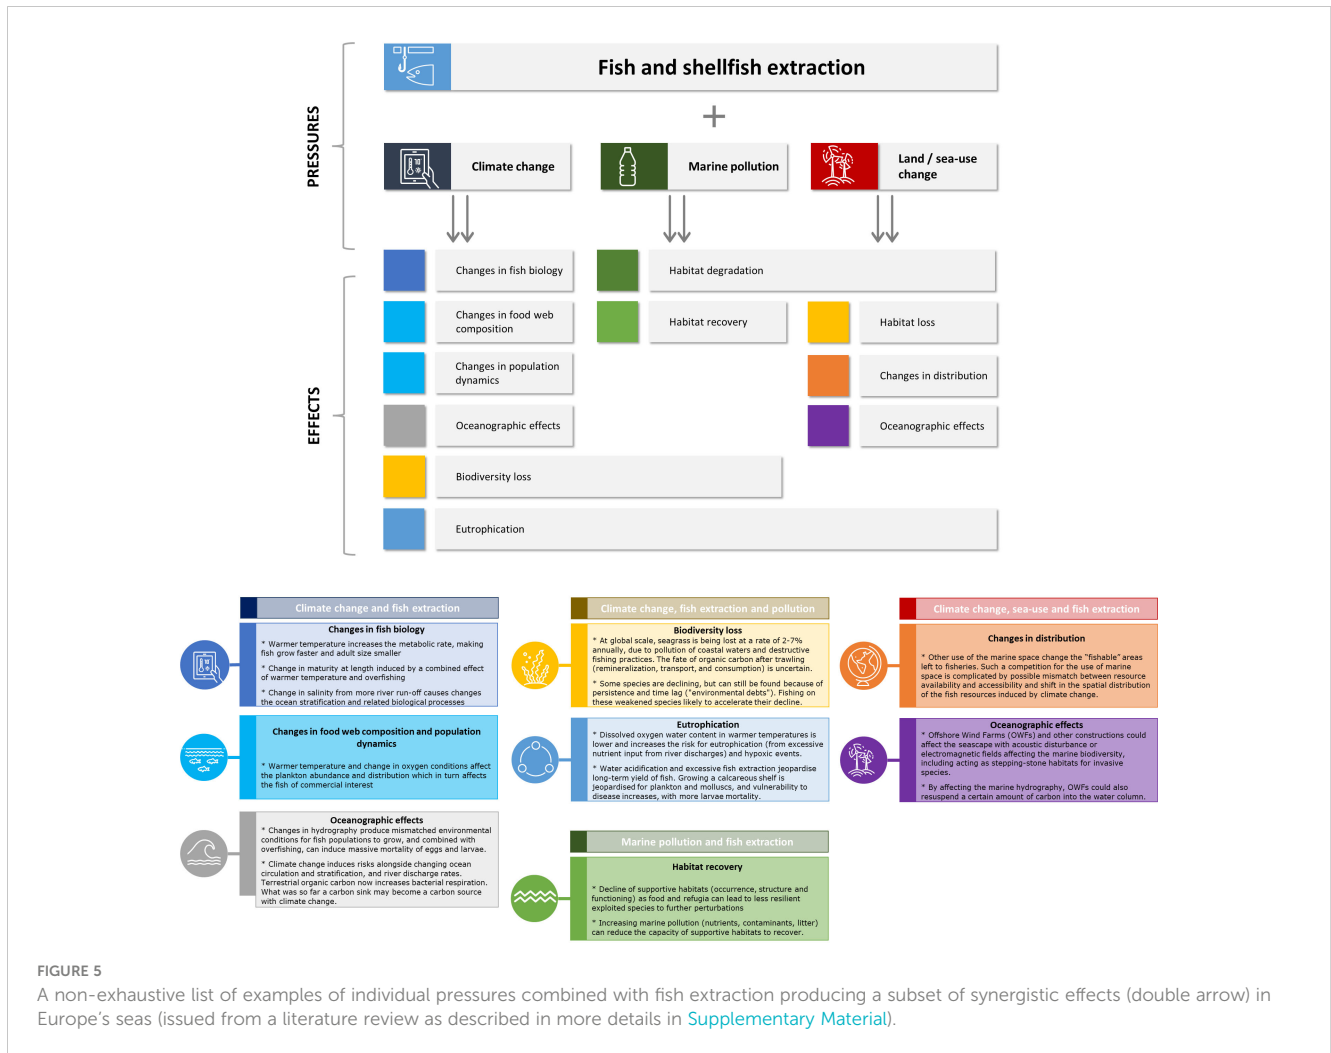 PRESSURES
Fish and shellfish extraction
+
Climate change
Marine pollution
Land / sea-use
change
EFFECTS
Changes in fish biology
Habitat degradation
Changes in food web
composition
Habitat recovery
Habitat loss
Changes in population
dynamics
Changes in distribution
Oceanographic effects
Oceanographic effects
Biodiversity loss
Eutrophication
Climate change and fish extraction
Changes in fish biology
* Warmer temperature increases the metabolic rate, making
fish grow faster and adult size smaller
* Change in maturity at length induced by a combined effect
of warmer temperature and overfishing
* Change in salinity from more river run-off causes changes
the ocean stratification and related biological processes
Changes in food web composition and population
dynamics
* Warmer temperature and change in oxygen conditions affect
the plankton abundance and distribution which in turn affects
the fish of commercial interest
Oceanographic effects
* Changes in hydrography produce mismatched environmental
conditions for fish populations to grow, and combined with
overfishing, can induce massive mortality of eggs and larvae.
* Climate change induces risks alongside changing ocean
circulation and stratification, and river discharge rates.
Terrestrial organic carbon now increases bacterial respiration.
What was so far a carbon sink may become a carbon source
with climate change.
Climate change, fish extraction and pollution
Biodiversity loss
* At global scale, seagrass is being lost at a rate of 2-7%
annually, due to pollution of coastal waters and destructive
fishing practices. The fate of organic carbon after trawling
(remineralization, transport, and consumption) is uncertain.
* Some species are declining, but can still be found because of
persistence and time lag ("environmental debts"). Fishing on
these weakened species likely to accelerate their decline.
Eutrophication
* Dissolved oxygen water content in warmer temperatures is
lower and increases the risk for eutrophication (from excessive
nutrient input from river discharges) and hypoxic events.
* Water acidification and excessive fish extraction jeopardise
long-term yield of fish. Growing a calcareous shelf is
jeopardised for plankton and molluscs, and vulnerability to
disease increases, with more larvae mortality.
Marine pollution and fish extraction
Habitat recovery
* Decline of supportive habitats (occurrence, structure and
functioning) as food and refugia can lead to less resilient
exploited species to further perturbations
* Increasing marine pollution (nutrients, contaminants, litter)
can reduce the capacity of supportive habitats to recover.
Climate change, sea-use and fish extraction
Changes in distribution
* Other use of the marine space change the "fishable" areas
left to fisheries. Such a competition for the use of marine
space is complicated by possible mismatch between resource
availability and accessibility and shift in the spatial distribution
of the fish resources induced by climate change.
Oceanographic effects
* Offshore Wind Farms (OWFs) and other constructions could
affect the seascape with acoustic disturbance or
electromagnetic fields affecting the marine biodiversity,
including acting as stepping-stone habitats for invasive
species.
* By affecting the marine hydrography, OWFs could also
resuspend a certain amount of carbon into the water column.
FIGURE 5
A non-exhaustive list of examples of individual pressures combined with fish extraction producing a subset of synergistic effects (double arrow) in
Europe's seas (issued from a literature review as described in more details in Supplementary Material).